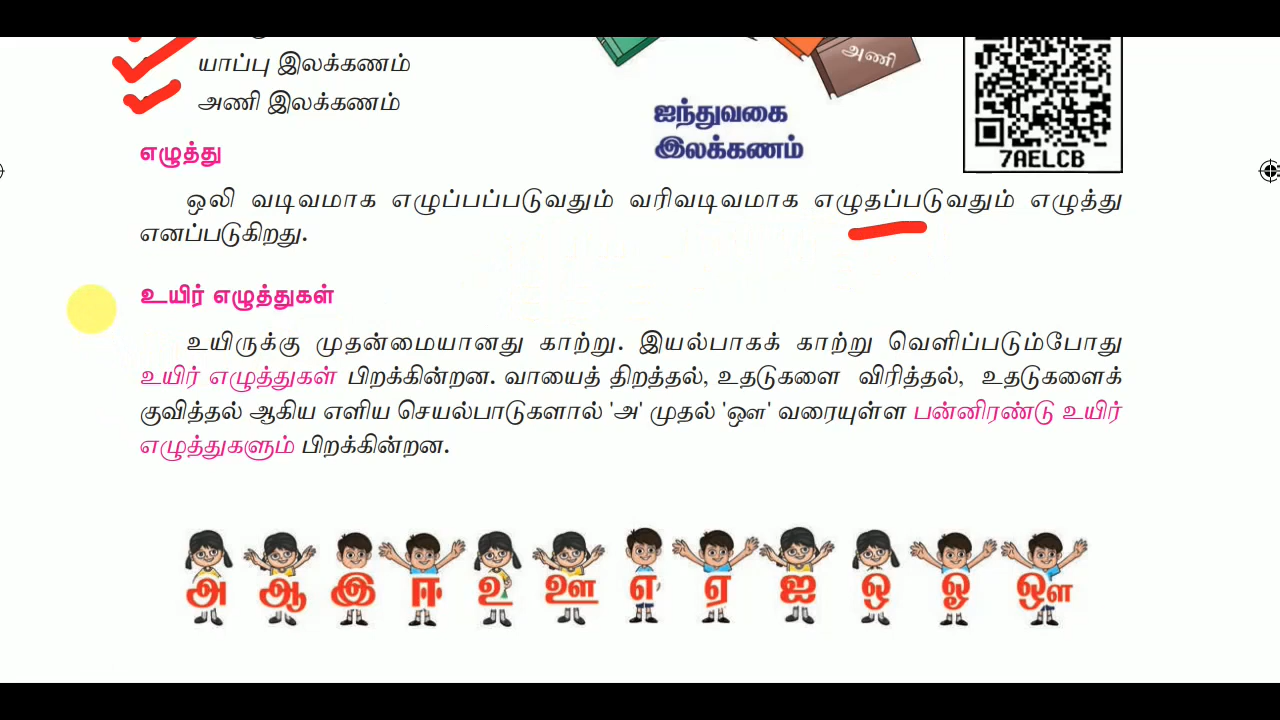 யாப்பு இலக்கணம்
அணி இலக்கணம்
அணி
ஐந்துவகை
இலக்கணம்
7AELCB
எழுத்து
ஒலி வடிவமாக எழுப்பப்படுவதும் வரிவடிவமாக எழுதப்படுவதும் எழுத்து
எனப்படுகிறது.
உயிர் எழுத்துகள்
உயிருக்கு முதன்மையானது காற்று. இயல்பாகக் காற்று வெளிப்படும்போது
உயிர் எழுத்துகள் பிறக்கின்றன. வாயைத் திறத்தல், உதடுகளை விரித்தல், உதடுகளைக்
குவித்தல் ஆகிய எளிய செயல்பாடுகளால் 'அ' முதல் 'ஔ' வரையுள்ள பன்னிரண்டு உயிர்
எழுத்துகளும் பிறக்கின்றன.
அ ஆ இ ஈ உ ஊ எ ஏ ஐ ஒ ஓ ஔ